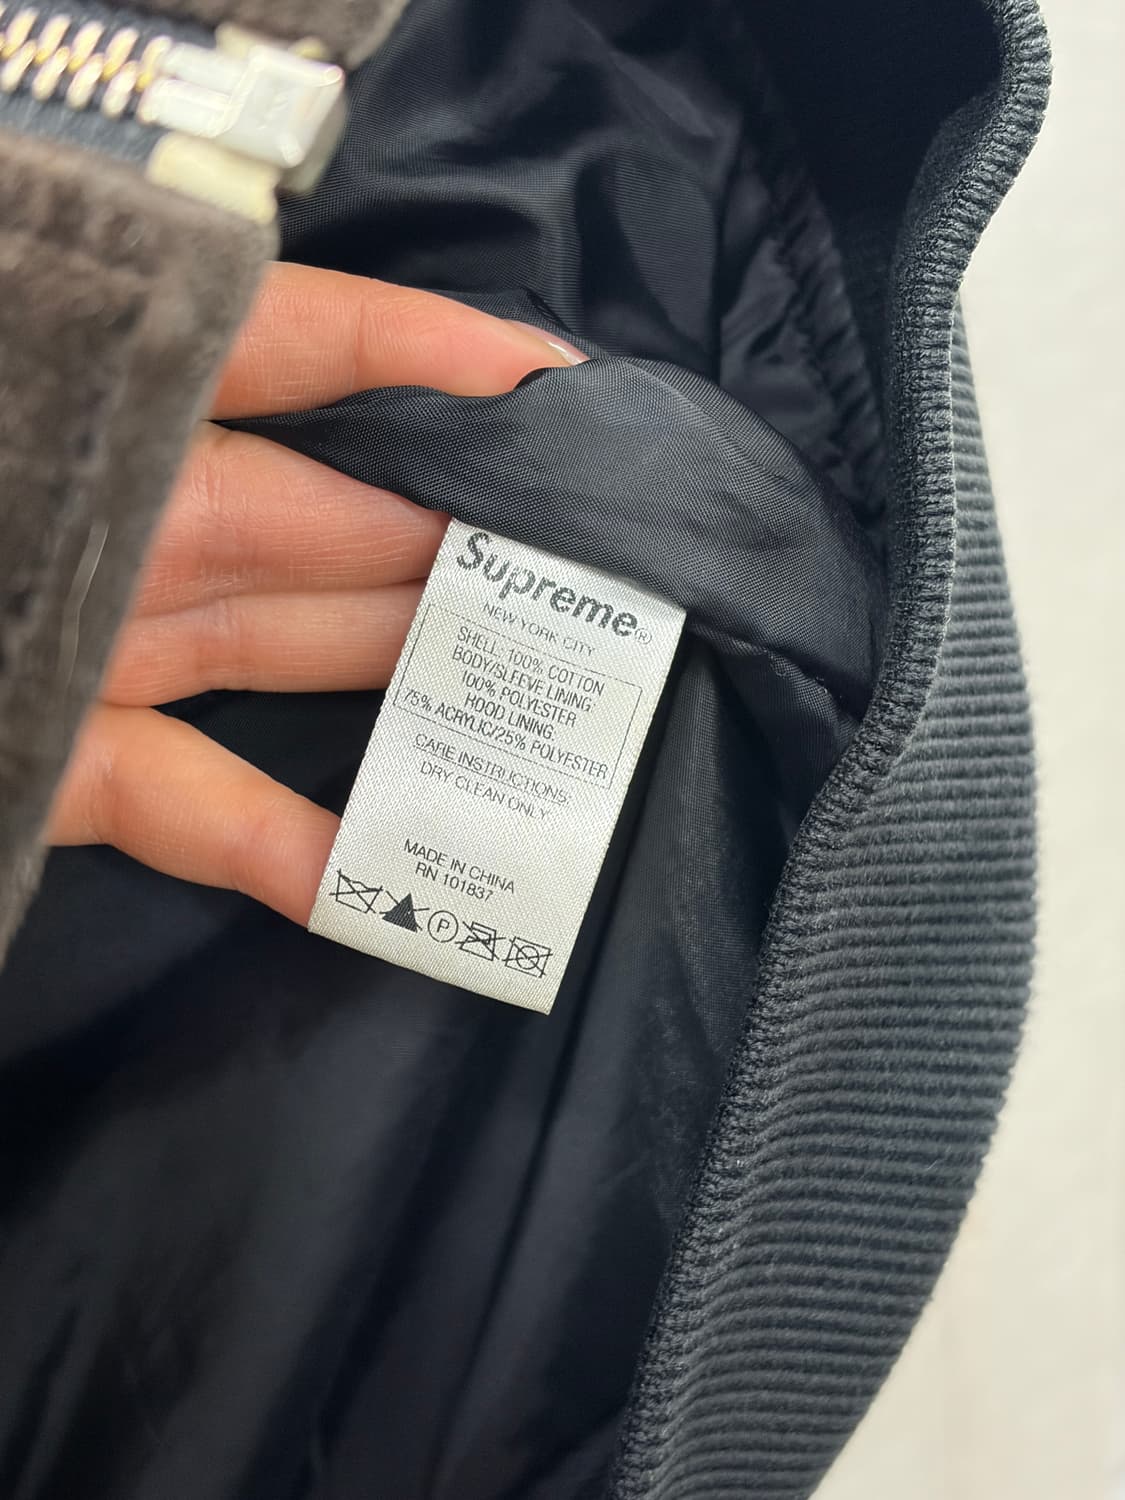 Supreme®
NEW YORK CITY
SHELL: 100% COTTON
BODY/SLEEVE LINING
100% POLYESTER
HOOD LINING:
75% ACRYLIC/25% POLYESTER
CARE INSTRUCTIONS:
DRY CLEAN ONLY
MADE IN CHINA
RN 101837
P